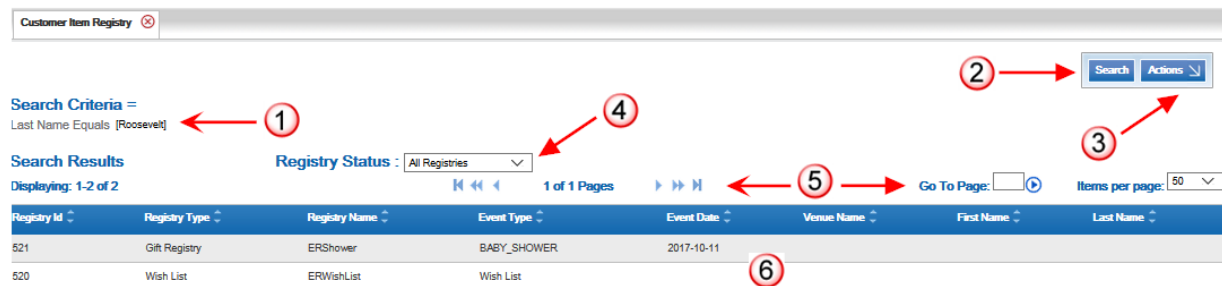 Customer Item Registry
2 Search Actions
Search Criteria =
Last Name Equals [Roosevelt] 1 4 3
Search Results Registry Status : All Registries
Displaying: 1-2 of 2 1 of 1 Pages 5 Go To Page: Items per page: 50
Registry Id Registry Type Registry Name Event Type Event Date Venue Name First Name Last Name
521 Gift Registry ERShower BABY_SHOWER 2017-10-11
520 Wish List ERWishList Wish List 6